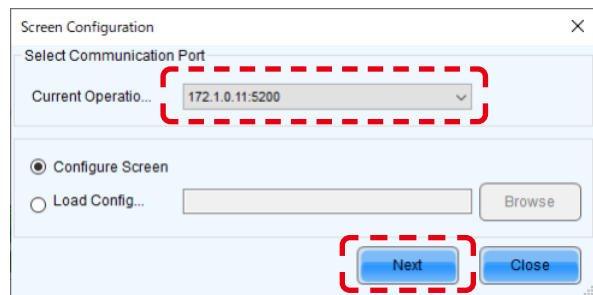 Screen Configuration
Select Communication Port
Current Operatio... 172.1.0.11:5200
Configure Screen
Load Config... Browse
Next Close